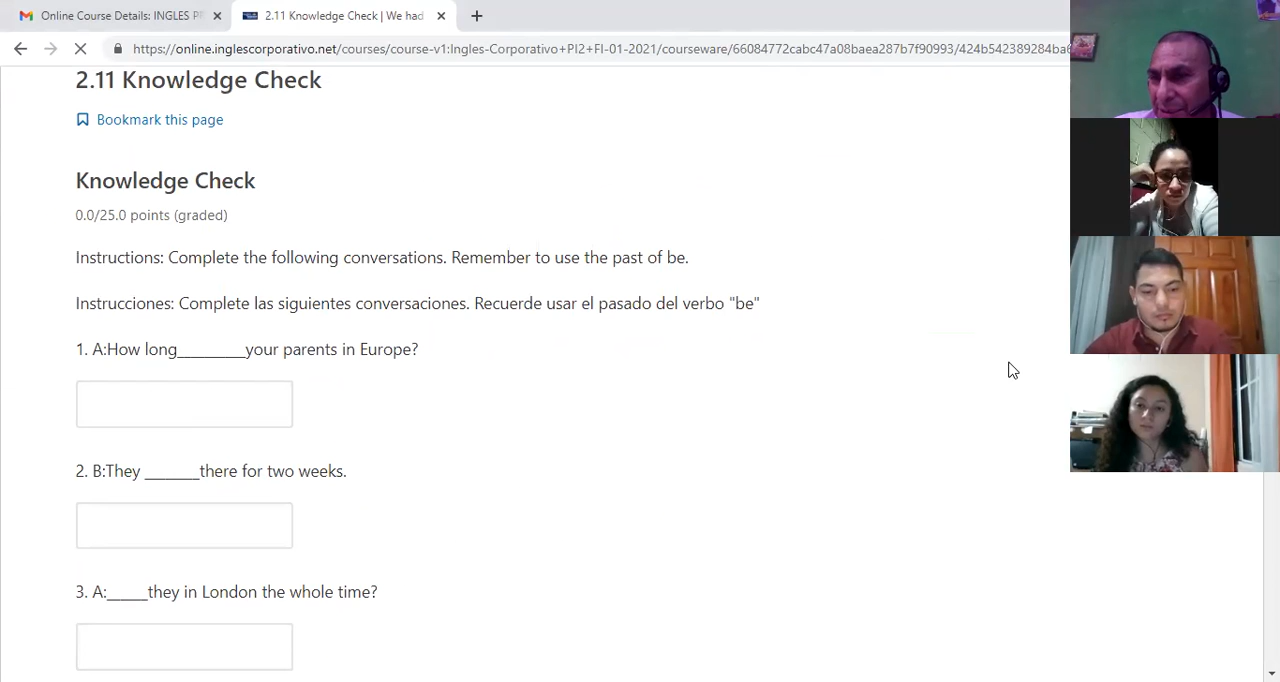 Online Course Details: INGLES P
2.11 Knowledge Check | We had
https://online.inglescorporativo.net/courses/course-v1:Ingles-Corporativo+PI2+FI-01-2021/courseware/66084772cabc47a08baea287b7f90993/424b542389284ba
2.11 Knowledge Check
Bookmark this page
Knowledge Check
0.0/25.0 points (graded)
Instructions: Complete the following conversations. Remember to use the past of be.
Instrucciones: Complete las siguientes conversaciones. Recuerde usar el pasado del verbo "be"
1. A:How long________your parents in Europe?
2. B:They ______there for two weeks.
3. A:_____they in London the whole time?